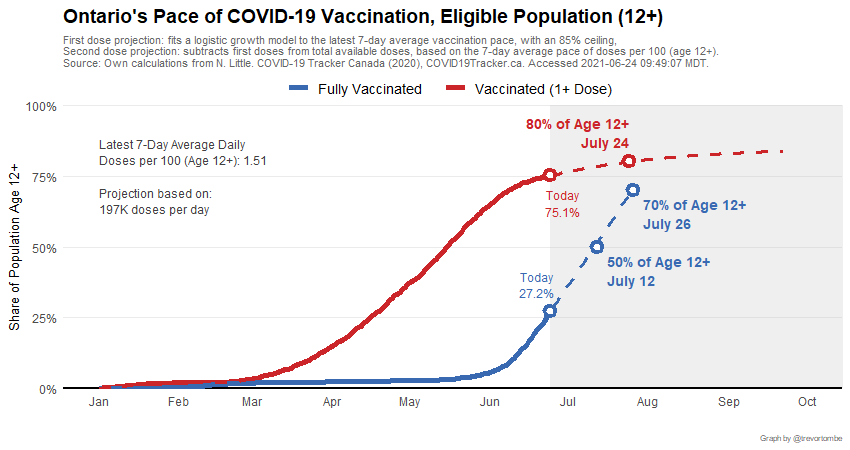 Ontario's Pace of COVID-19 Vaccination, Eligible Population (12+)
First dose projection: fits a logistic growth model to the latest 7-day average vaccination pace, with an 85% ceiling,
Second dose projection: subtracts first doses from total available doses, based on the 7-day average pace of doses per 100 (age 12+).
Source: Own calculations from N. Little. COVID-19 Tracker Canada (2020), COVID19Tracker.ca. Accessed 2021-06-24 09:49:07 MDT.
Fully Vaccinated
Vaccinated (1+ Dose)
100%
75%
50%
25%
0%
Share of Population Age 12+
Latest 7-Day Average Daily
Doses per 100 (Age 12+): 1.51
Projection based on:
197K doses per day
80% of Age 12+
July 24
Today
75.1%
70% of Age 12+
July 26
50% of Age 12+
July 12
Today
27.2%
Jan
Feb
Mar
Apr
May
Jun
Jul
Aug
Sep
Oct
Graph by @trevortombe